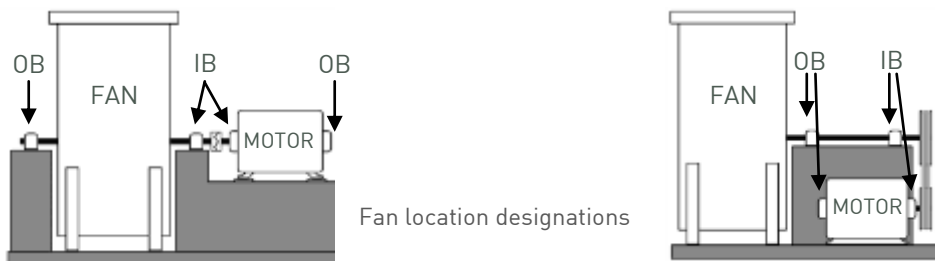 OB
IB
OB
FAN
MOTOR
Fan location designations
OB
IB
FAN
MOTOR